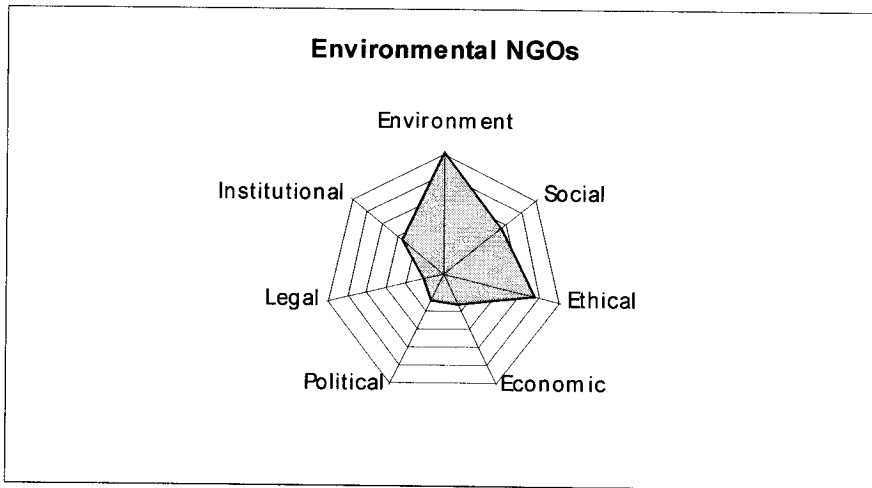 Environmental NGOs
Environment
Institutional
Social
Legal
Ethical
Political
Economic